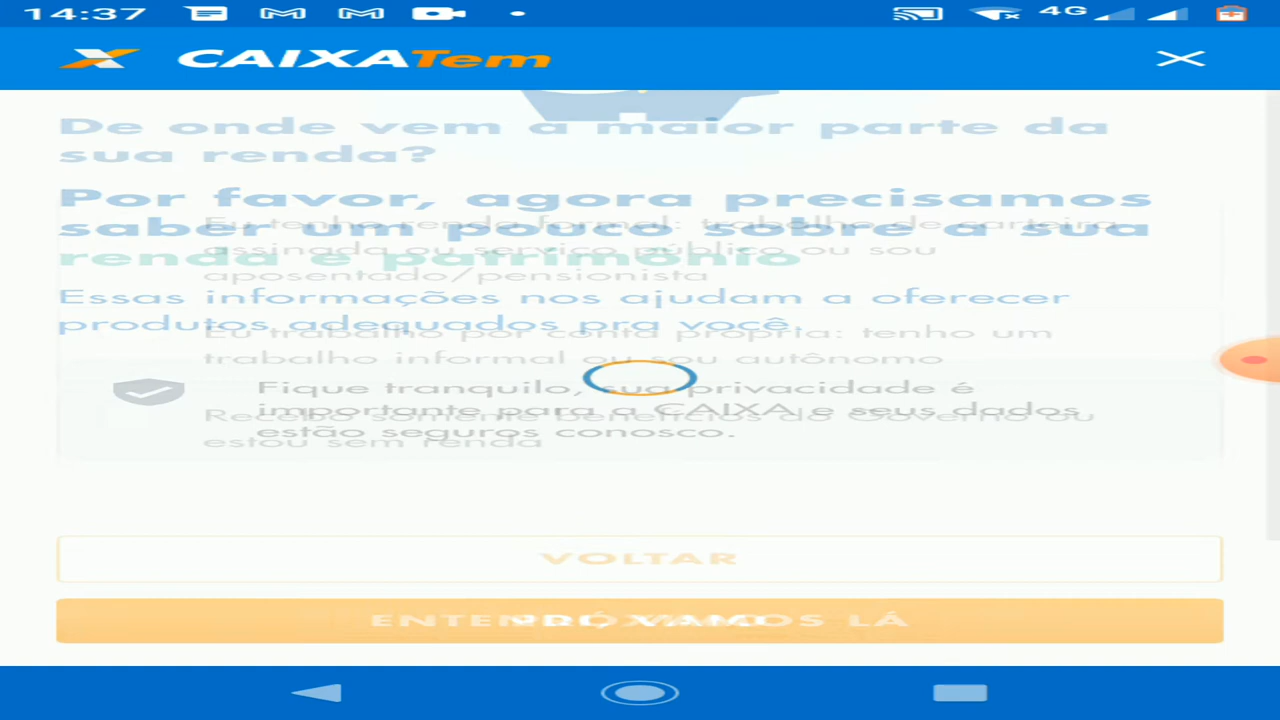 14:37
4G
CAIXATem
De onde vem a maior parte da
sua renda?
Por favor, agora precisamos
saber um pouco sobre a sua
renda e patrimônio
Essas informações nos ajudam a oferecer
produtos adequados pra você.
Eu tenho renda formal: trabalho de carteira
assinada ou serviço público ou sou
aposentado/pensionista
Eu trabalho por conta própria: tenho um
trabalho informal ou sou autônomo
Fique tranquilo, sua privacidade é
importante para a CAIXA e seus dados
estão seguros conosco.
benefícios do Governo ou
estou sem renda
VOLTAR
ENTENDI, VAMOS LÁ
PRÓXIMO